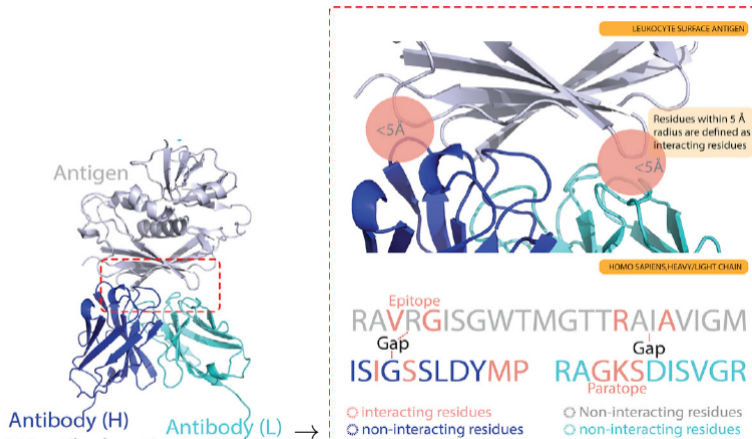 LEUKOCYTE SURFACE ANTIGEN
<5Å
Residues within 5 Å
radius are defined as
interacting residues
<5Å
Antigen
HOMO SAPIENS,HEAVY/LIGHT CHAIN
Epitope
RAVRGISGWTMGTTRAIAVIGM
Gap
Gap
ISIGSSLDYMP
RAGKSDISVGR
Paratope
Antibody (H)
Antibody (L)
→
interacting residues
Non-interacting residues
non-interacting residues
non-interacting residues